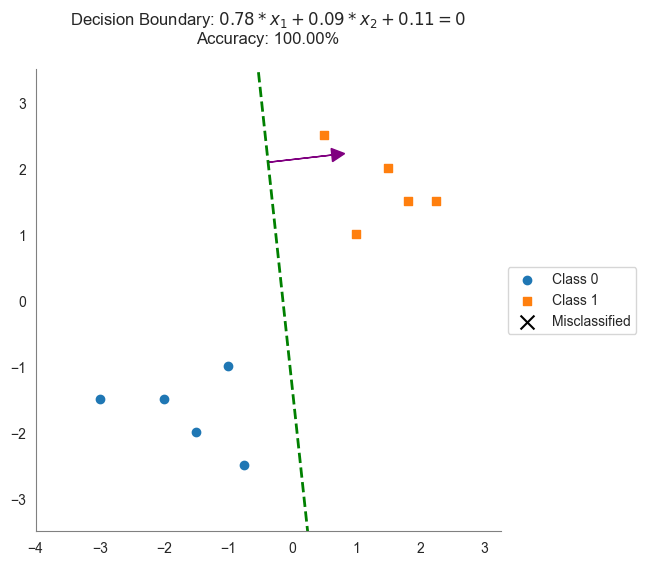 Decision Boundary: 0.78 * x₁ + 0.09 * x₂ + 0.11 = 0
Accuracy: 100.00%
3
2
1
0
−1
−2
−3
−4 −3 −2 −1 0 1 2 3
Class 0
Class 1
Misclassified